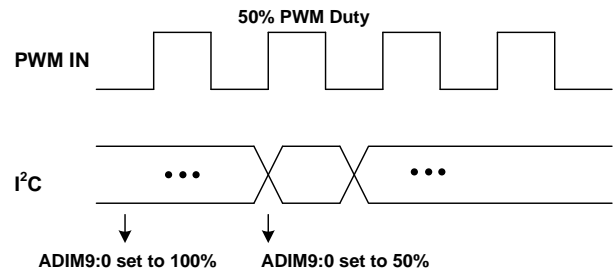 50% PWM Duty
PWM IN
•••
•••
I²C
ADIM9:0 set to 100%
ADIM9:0 set to 50%